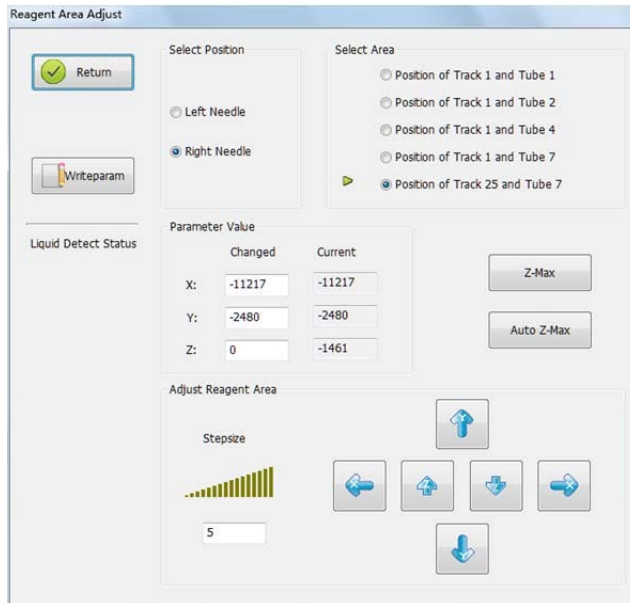 Reagent Area Adjust
Return
Writeparam
Liquid Detect Status
Select Position
Left Needle
Right Needle
Select Area
Position of Track 1 and Tube 1
Position of Track 1 and Tube 2
Position of Track 1 and Tube 4
Position of Track 1 and Tube 7
Position of Track 25 and Tube 7
Parameter Value
Changed Current
X: -11217 -11217
Y: -2480 -2480
Z: 0 -1461
Z-Max
Auto Z-Max
Adjust Reagent Area
Stepsize
5